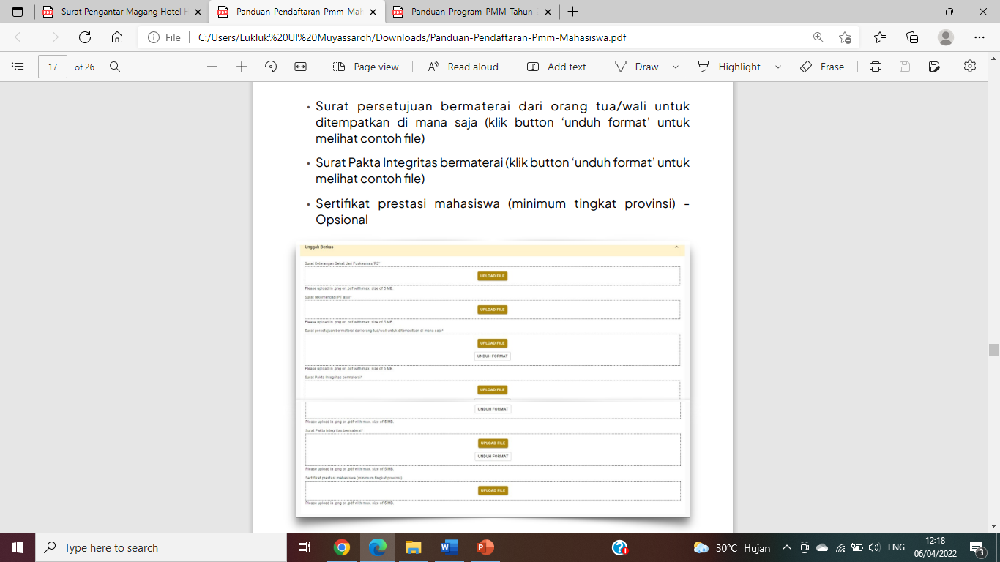 Surat Pengantar Magang Hotel H
Panduan-Pendaftaran-Pmm-Mah
Panduan-Program-PMM-Tahun-
File
C:/Users/Lukluk%20Ul%20Muyassaroh/Downloads/Panduan-Pendaftaran-Pmm-Mahasiswa.pdf
17 of 26
Page view
Read aloud
Add text
Draw
Highlight
Erase
• Surat persetujuan bermaterai dari orang tua/wali untuk
ditempatkan di mana saja (klik button ‘unduh format’ untuk
melihat contoh file)
• Surat Pakta Integritas bermaterai (klik button ‘unduh format’ untuk
melihat contoh file)
• Sertifikat prestasi mahasiswa (minimum tingkat provinsi) -
Opsional
Unggah Berkas
Surat Keterangan Sehat dari Puskesmas/RS*
UPLOAD FILE
Please upload in .png or .pdf with max. size of 5 MB.
Surat rekomendasi PT asal*
UPLOAD FILE
Please upload in .png or .pdf with max. size of 5 MB.
Surat persetujuan bermaterai dari orang tua/wali untuk ditempatkan di mana saja*
UPLOAD FILE
UNDUH FORMAT
Please upload in .png or .pdf with max. size of 5 MB.
Surat Pakta Integritas bermaterai*
UPLOAD FILE
UNDUH FORMAT
Please upload in .png or .pdf with max. size of 5 MB.
Surat Pakta Integritas bermaterai*
UPLOAD FILE
UNDUH FORMAT
Please upload in .png or .pdf with max. size of 5 MB.
Sertifikat prestasi mahasiswa (minimum tingkat provinsi)
UPLOAD FILE
Please upload in .png or .pdf with max. size of 5 MB.
Type here to search
30°C Hujan
ENG
12:18
06/04/2022
3